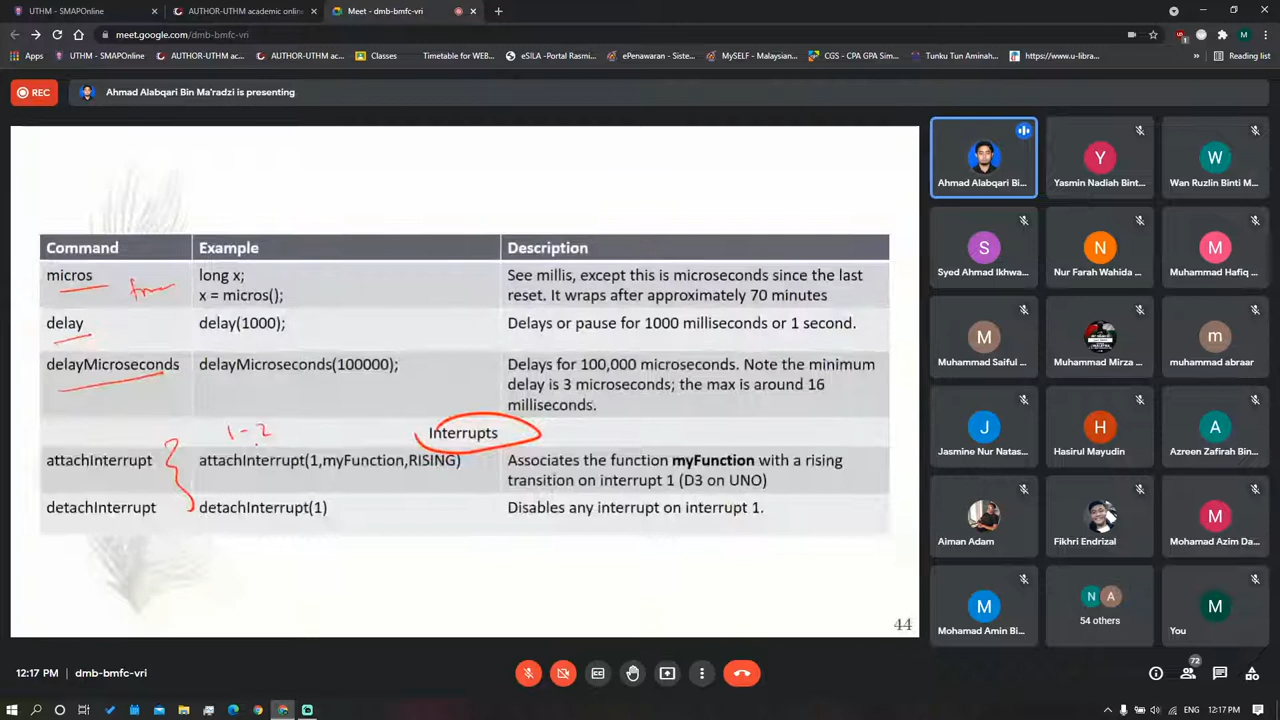 UTHM - SMAPOnline
AUTHOR-UTHM academic onlin
Meet - dmb-bmfc-vri
meet.google.com/dmb-bmfc-vri
Apps
UTHM - SMAPOnline
AUTHOR-UTHM ac...
AUTHOR-UTHM ac...
Classes
Timetable for WEB...
eSILA -Portal Rasmi...
ePenawaran - Siste...
MySELF - Malaysian...
CGS - CPA GPA Sim...
Tunku Tun Aminah...
https://www.u-libra...
»
Reading list
REC
Ahmad Alabqari Bin Ma'radzi is presenting
Command Example Description
micros
long x;
x = micros();
See millis, except this is microseconds since the last
reset. It wraps after approximately 70 minutes
delay delay(1000); Delays or pause for 1000 milliseconds or 1 second.
delayMicroseconds delayMicroseconds(100000);
Delays for 100,000 microseconds. Note the minimum
delay is 3 microseconds; the max is around 16
milliseconds.
1-2
Interrupts
attachInterrupt attachInterrupt(1,myFunction,RISING)
Associates the function myFunction with a rising
transition on interrupt 1 (D3 on UNO)
detachInterrupt detachInterrupt(1) Disables any interrupt on interrupt 1.
44
Ahmad Alabqari Bi...
Y
Yasmin Nadiah Bint...
W
Wan Ruzlin Binti M...
S
Syed Ahmad Ikhwa...
N
Nur Farah Wahida ...
M
Muhammad Hafiq ...
M
Muhammad Saiful ...
Muhammad Mirza ...
m
muhammad abraar
J
Jasmine Nur Natas...
H
Hasirul Mayudin
A
Azreen Zafirah Bin...
Aiman Adam
Fikhri Endrizal
M
Mohamad Azim Da...
M
Mohamad Amin Bi...
N A
54 others
M
You
12:17 PM
dmb-bmfc-vri
72
ENG
12:17 PM